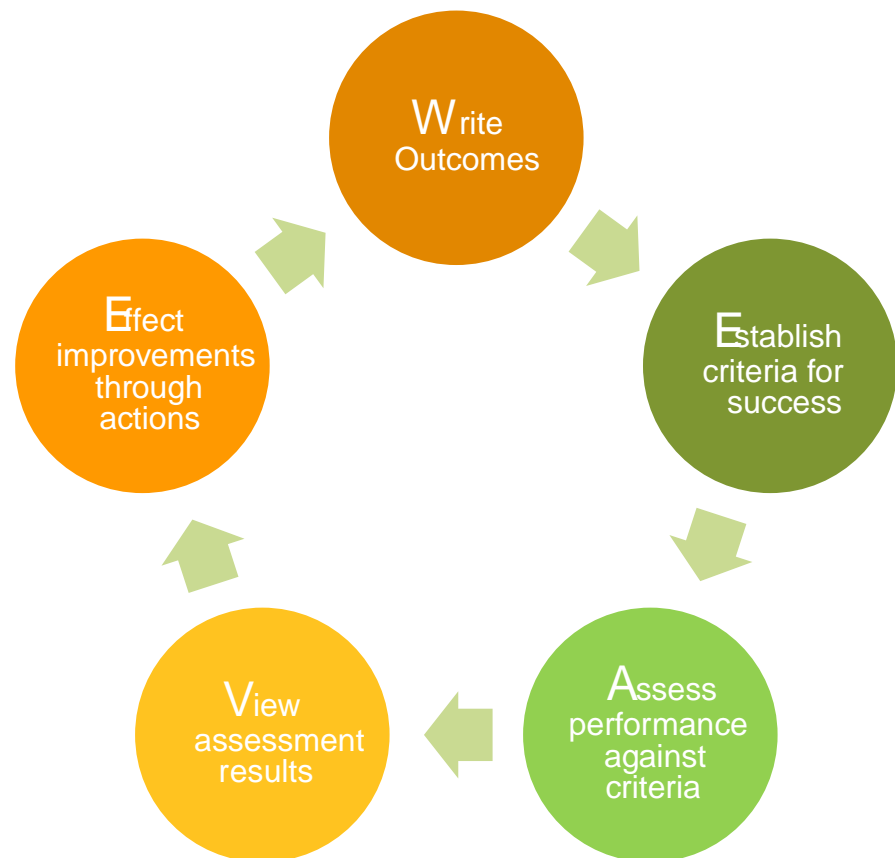 Write
Outcomes
Establish
criteria for
success
Assess
performance
against
criteria
View
assessment
results
Effect
improvements
through
actions